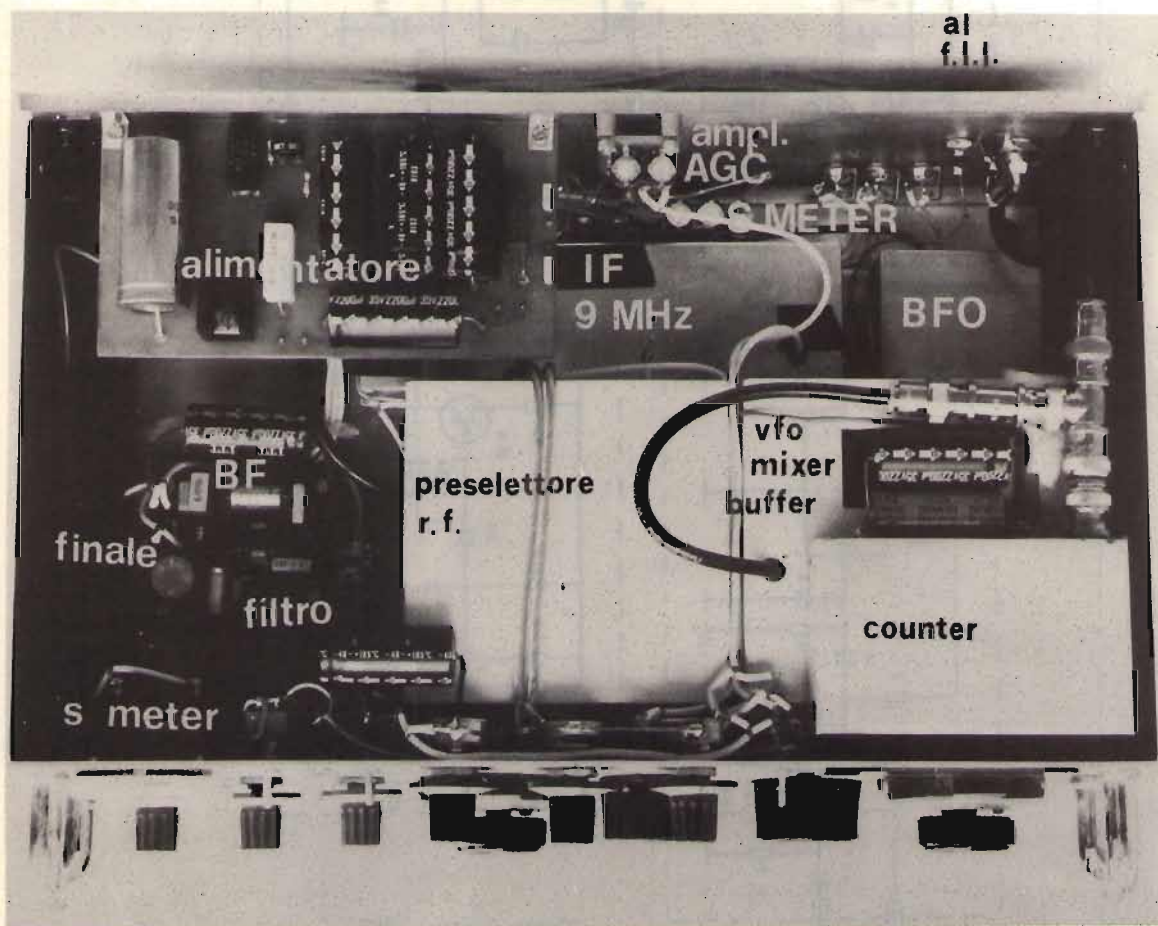 al
f.l.l.
ampl.
AGC
S METER
alimentatore
IF
9 MHz
BFO
BF
finale
filtro
s meter
preselettore
r.f.
vfo
mixer
buffer
counter